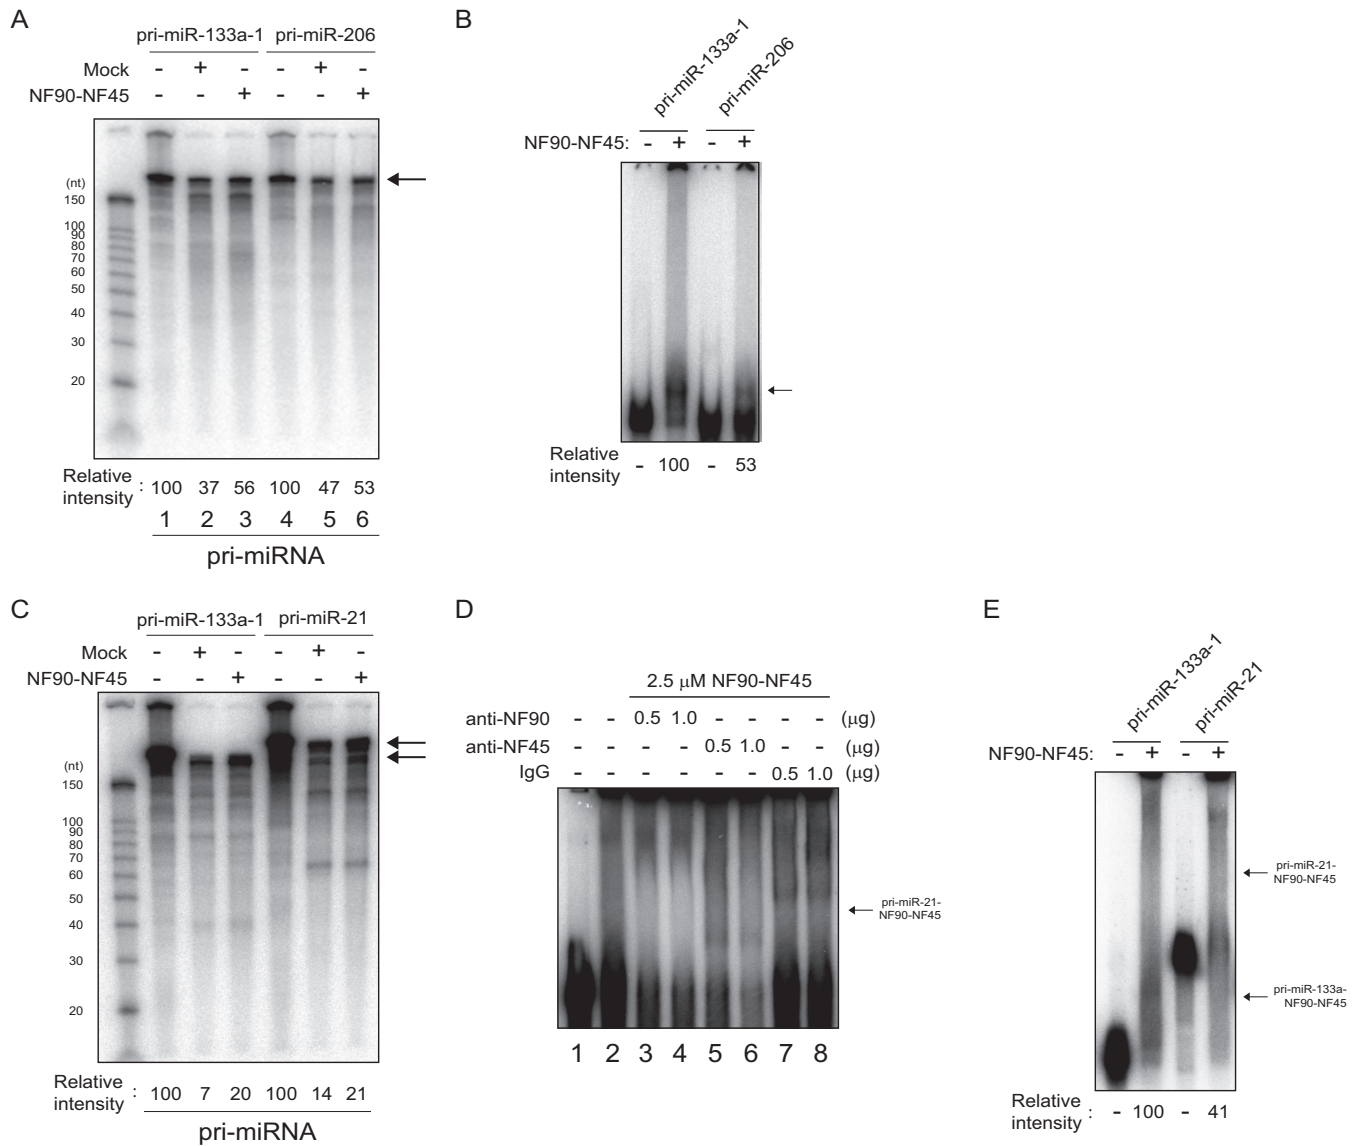 A
pri-miR-133a-1 pri-miR-206
Mock - + - - + -
NF90-NF45 - - + - - +
(nt)
150
100
90
80
70
60
50
40
30
20
Relative intensity : 100 37 56 100 47 53
1 2 3 4 5 6
pri-miRNA
B
pri-miR-133a-1 pri-miR-206
NF90-NF45: - + - +
Relative intensity - 100 - 53
C
pri-miR-133a-1 pri-miR-21
Mock - + - - + -
NF90-NF45 - - + - - +
(nt)
150
100
90
80
70
60
50
40
30
20
Relative intensity : 100 7 20 100 14 21
pri-miRNA
D
2.5 μM NF90-NF45
anti-NF90 - - 0.5 1.0 - - - - (μg)
anti-NF45 - - - - 0.5 1.0 - - (μg)
IgG - - - - - - 0.5 1.0 (μg)
pri-miR-21-
NF90-NF45
1 2 3 4 5 6 7 8
E
pri-miR-133a-1 pri-miR-21
NF90-NF45: - + - +
pri-miR-21-
NF90-NF45
pri-miR-133a-
NF90-NF45
Relative intensity : - 100 - 41